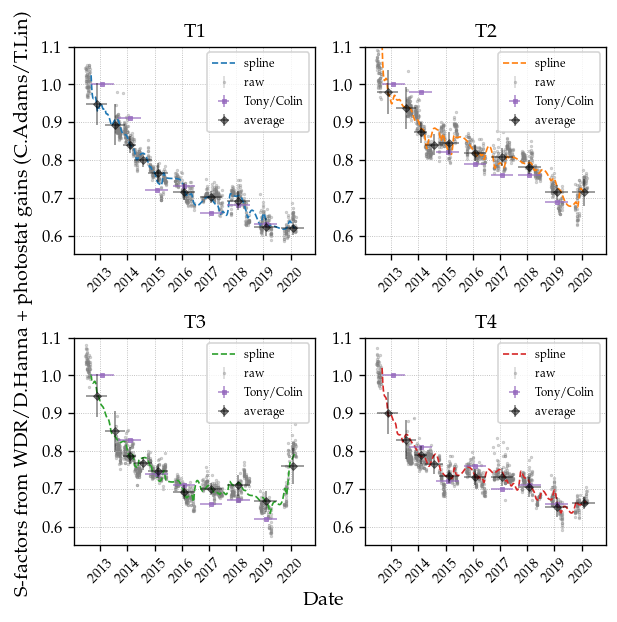 S-factors from WDR/D.Hanna + photostat gains (C.Adams/T.Lin)
T1
1.1
1.0
0.9
0.8
0.7
0.6
spline
raw
Tony/Colin
average
2013 2014 2015 2016 2017 2018 2019 2020
T2
1.1
1.0
0.9
0.8
0.7
0.6
spline
raw
Tony/Colin
average
2013 2014 2015 2016 2017 2018 2019 2020
T3
1.1
1.0
0.9
0.8
0.7
0.6
spline
raw
Tony/Colin
average
2013 2014 2015 2016 2017 2018 2019 2020
T4
1.1
1.0
0.9
0.8
0.7
0.6
spline
raw
Tony/Colin
average
2013 2014 2015 2016 2017 2018 2019 2020
Date